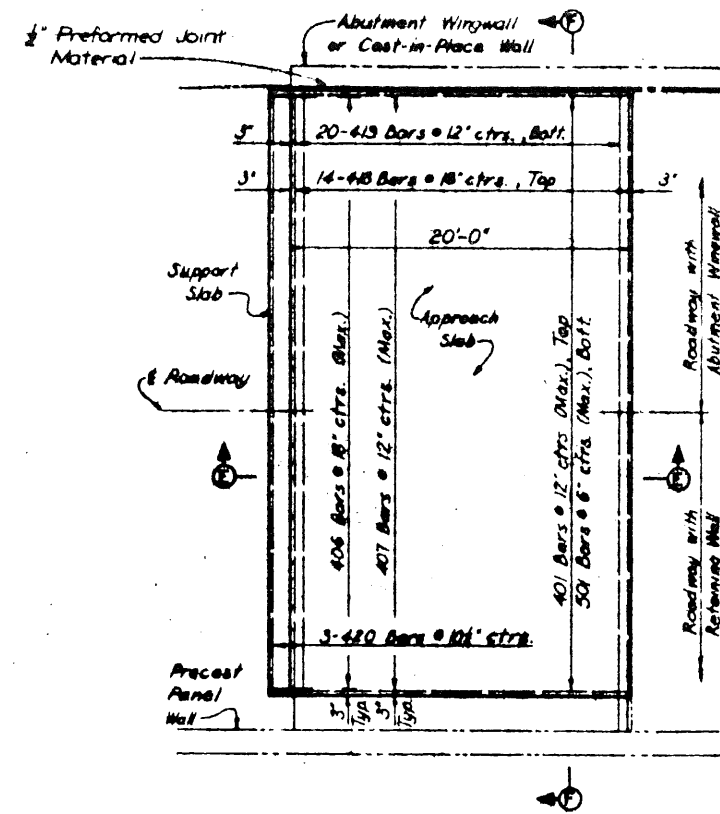 ½" Preformed Joint
Material
Abutment Wingwall
or Cast-in-Place Wall
F
3"
20-419 Bars @ 12" ctrs., Bott.
3"
14-418 Bars @ 18" ctrs., Top
3"
20'-0"
Support
Slab
Approach
Slab
℄ Roadway
E
E
406 Bars @ 18" ctrs. (Max.)
407 Bars @ 12" (Max.)
401 Bars @ 12" ctrs (Max.), Top
501 Bars @ 6" ctrs (Max.), Bott.
Roadway with
Abutment Wingwall
Roadway with
Retaining Wall
3-420 Bars @ 10½" ctrs.
Precast
Panel
Wall
3"
Typ.
3"
Typ.
F